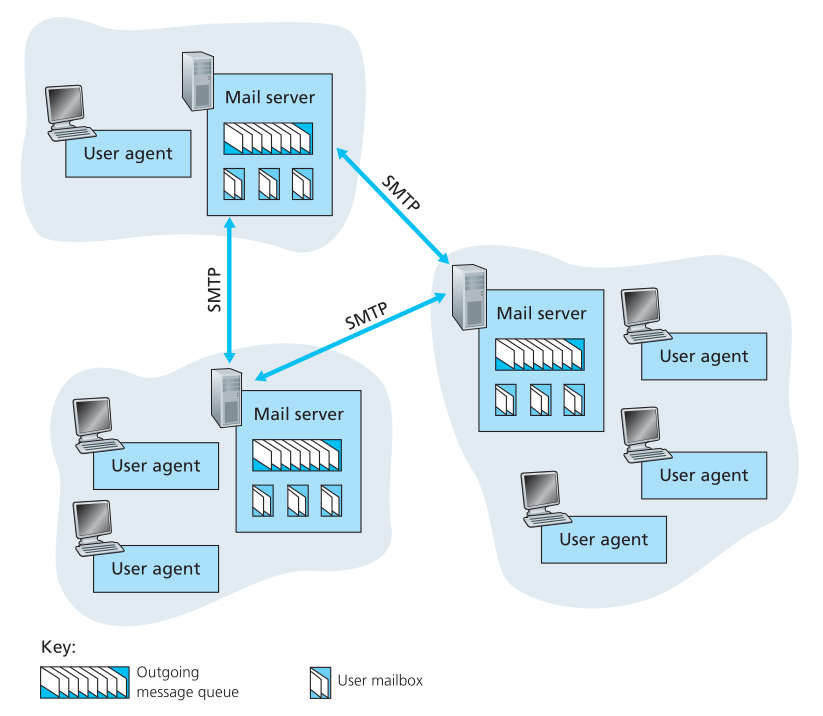 Mail server
User agent
SMTP
SMTP
SMTP
Mail server
User agent
User agent
User agent
Mail server
User agent
User agent
Key:
Outgoing
message queue
User mailbox